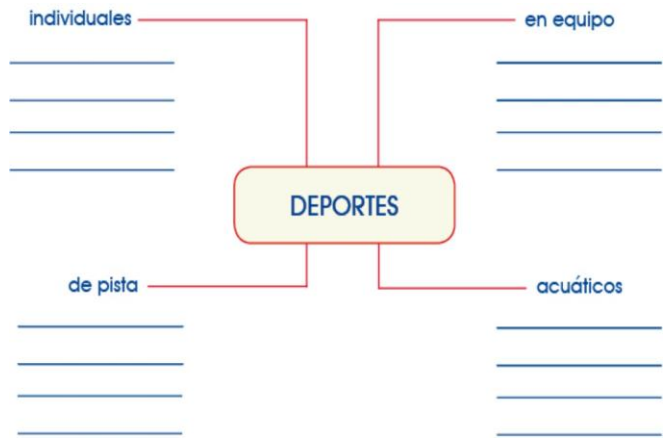 individuales
en equipo
DEPORTES
de pista
acuáticos